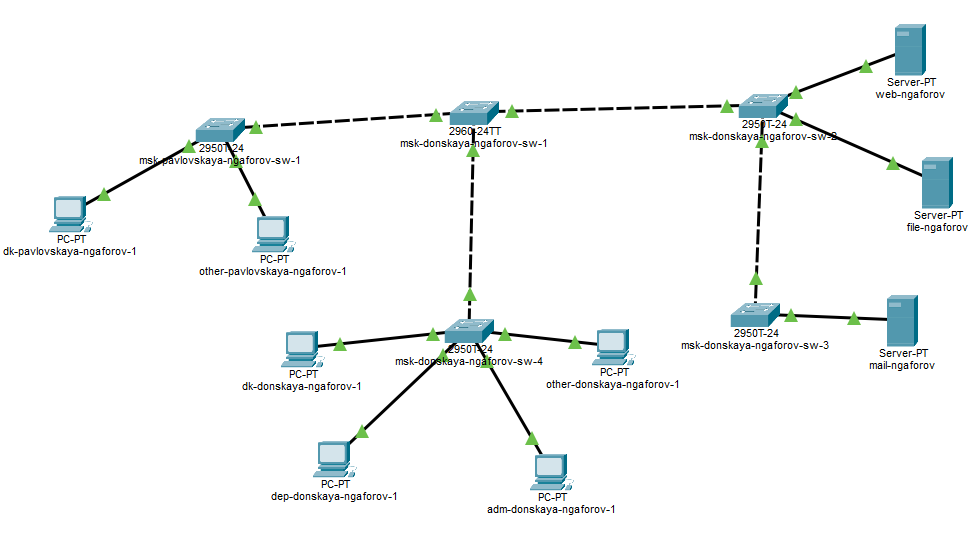 Server-PT
web-ngaforov
2960-24TT
msk-donskaya-ngaforov-sw-1
2950T-24
msk-donskaya-ngaforov-sw-2
2950T-24
msk-pavlovskaya-ngaforov-sw-1
Server-PT
file-ngaforov
PC-PT
dk-pavlovskaya-ngaforov-1
PC-PT
other-pavlovskaya-ngaforov-1
2950T-24
msk-donskaya-ngaforov-sw-3
2950T-24
msk-donskaya-ngaforov-sw-4
Server-PT
mail-ngaforov
PC-PT
dk-donskaya-ngaforov-1
PC-PT
other-donskaya-ngaforov-1
PC-PT
dep-donskaya-ngaforov-1
PC-PT
adm-donskaya-ngaforov-1